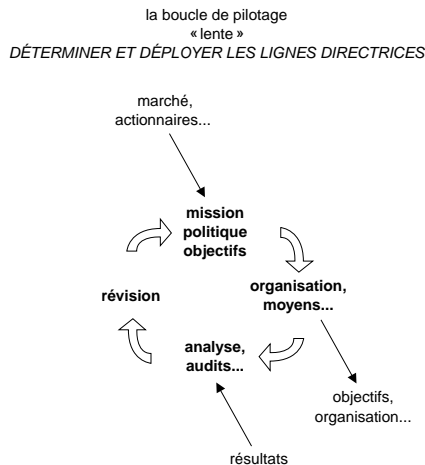 la boucle de pilotage
« lente »
DÉTERMINER ET DÉPLOYER LES LIGNES DIRECTRICES
marché,
actionnaires...
mission
politique
objectifs
organisation,
moyens...
révision
analyse,
audits...
objectifs,
organisation...
résultats